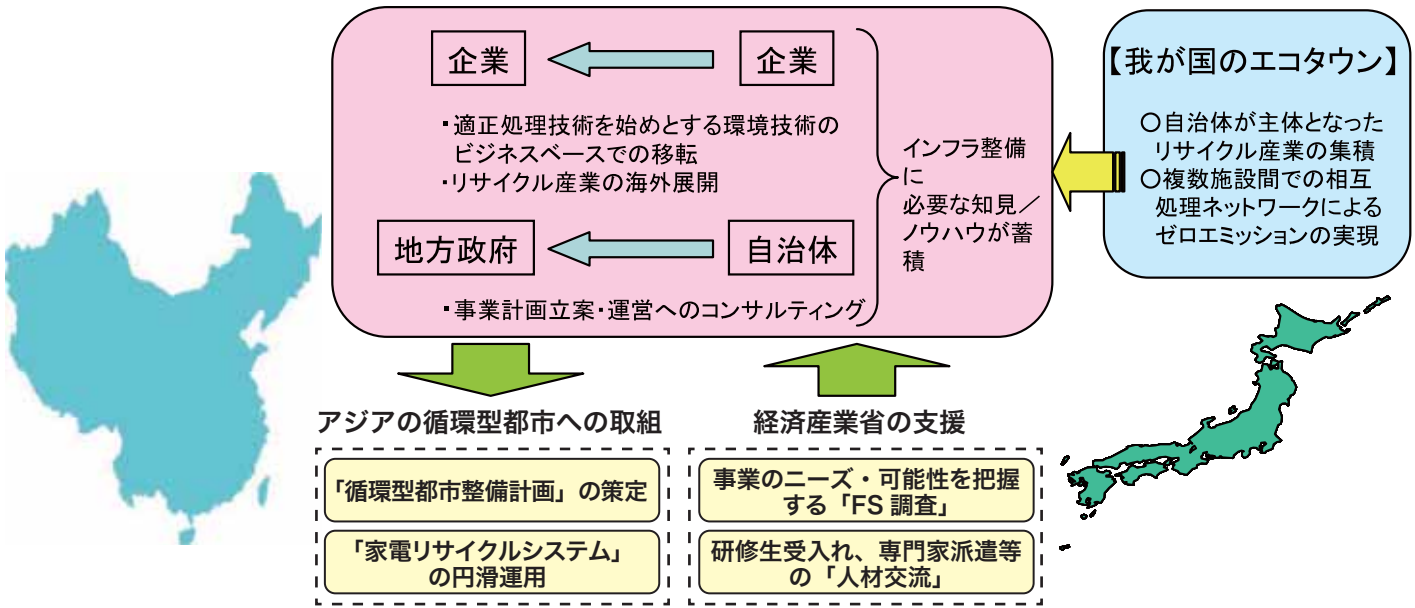 企業
企業
・適正処理技術を始めとする環境技術の
ビジネスベースでの移転
・リサイクル産業の海外展開
地方政府
自治体
・事業計画立案・運営へのコンサルティング
インフラ整備
に
必要な知見／
ノウハウが蓄
積
【我が国のエコタウン】
○自治体が主体となった
リサイクル産業の集積
○複数施設間での相互
処理ネットワークによる
ゼロエミッションの実現
アジアの循環型都市への取組
「循環型都市整備計画」の策定
「家電リサイクルシステム」
の円滑運用
経済産業省の支援
事業のニーズ・可能性を把握
する「FS 調査」
研修生受入れ、専門家派遣等
の「人材交流」